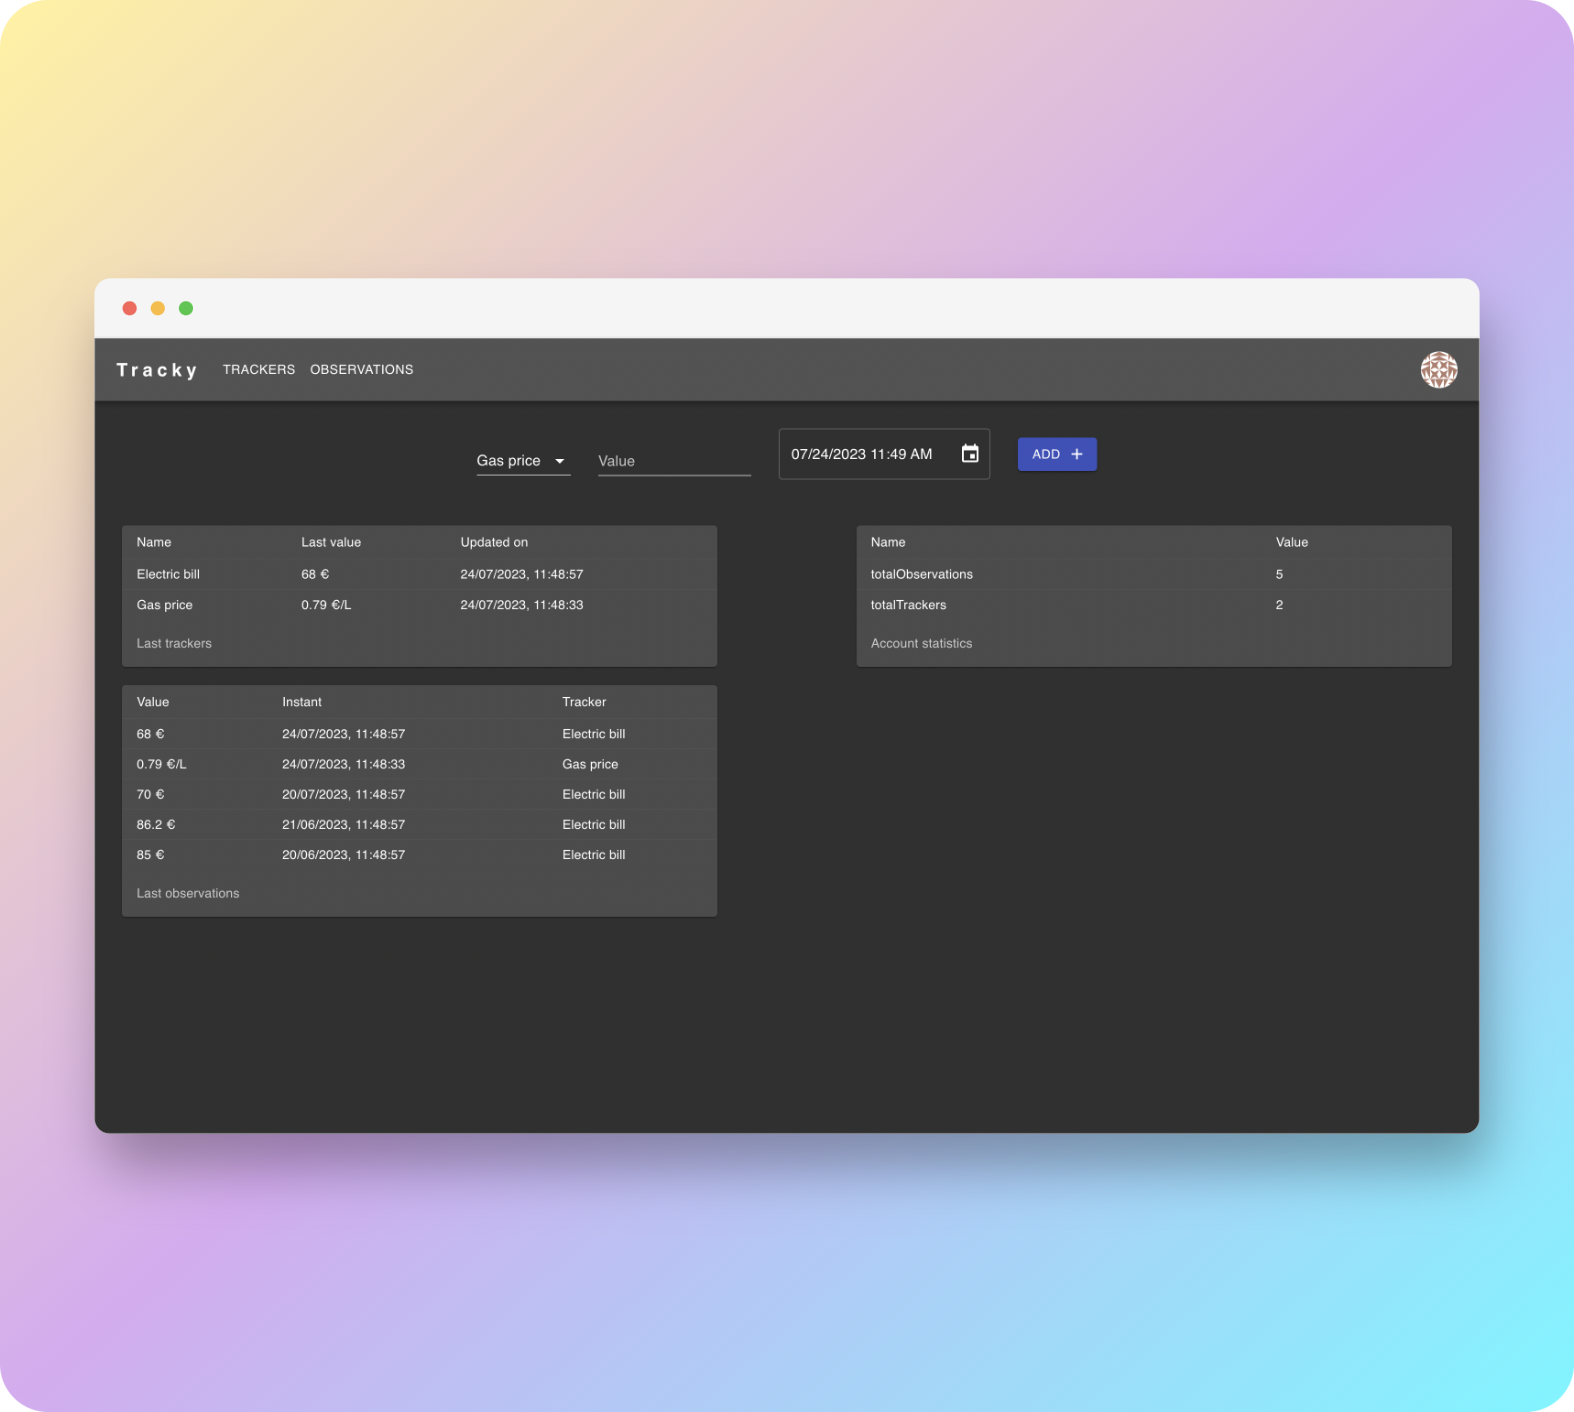 Tracky TRACKERS OBSERVATIONS
Gas price Value 07/24/2023 11:49 AM ADD +
Name Last value Updated on
Electric bill 68 € 24/07/2023, 11:48:57
Gas price 0.79 €/L 24/07/2023, 11:48:33
Last trackers
Name Value
totalObservations 5
totalTrackers 2
Account statistics
Value Instant Tracker
68 € 24/07/2023, 11:48:57 Electric bill
0.79 €/L 24/07/2023, 11:48:33 Gas price
70 € 20/07/2023, 11:48:57 Electric bill
86.2 € 21/06/2023, 11:48:57 Electric bill
85 € 20/06/2023, 11:48:57 Electric bill
Last observations